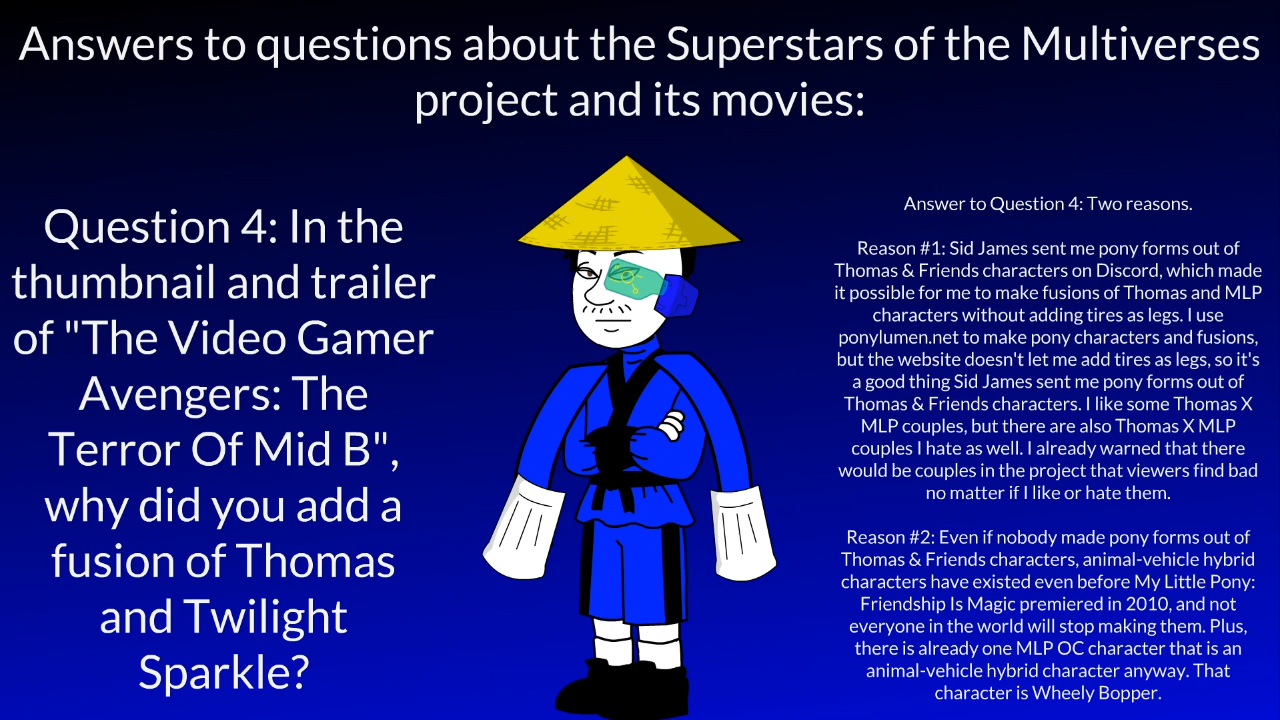 Answers to questions about the Superstars of the Multiverses
project and its movies:
Question 4: In the
thumbnail and trailer
of "The Video Gamer
Avengers: The
Terror Of Mid B",
why did you add a
fusion of Thomas
and Twilight
Sparkle?
Answer to Question 4: Two reasons.
Reason #1: Sid James sent me pony forms out of
Thomas & Friends characters on Discord, which made
it possible for me to make fusions of Thomas and MLP
characters without adding tires as legs. I use
ponylumen.net to make pony characters and fusions,
but the website doesn't let me add tires as legs, so it's
a good thing Sid James sent me pony forms out of
Thomas & Friends characters. I like some Thomas X
MLP couples, but there are also Thomas X MLP
couples I hate as well. I already warned that there
would be couples in the project that viewers find bad
no matter if I like or hate them.
Reason #2: Even if nobody made pony forms out of
Thomas & Friends characters, animal-vehicle hybrid
characters have existed even before My Little Pony:
Friendship Is Magic premiered in 2010, and not
everyone in the world will stop making them. Plus,
there is already one MLP OC character that is an
animal-vehicle hybrid character anyway. That
character is Wheely Bopper.